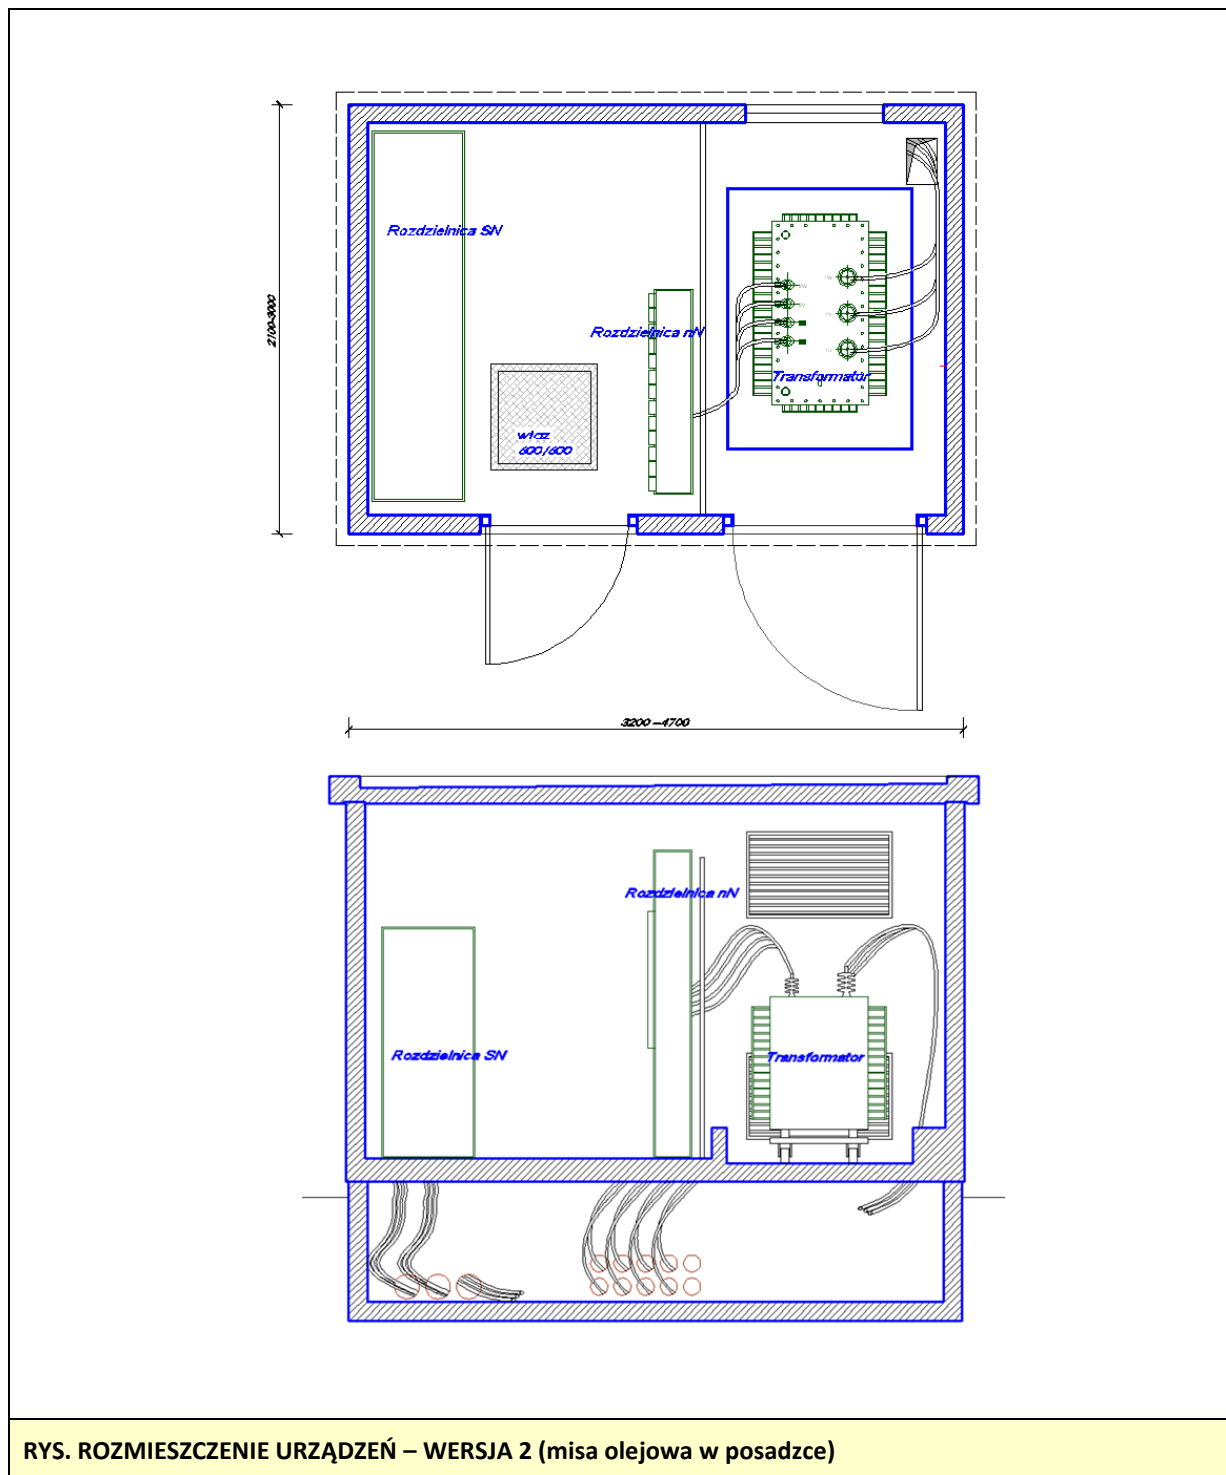 Rozdzielnica SN
2100-3000
Rozdzielnica nN
Transformator
właz
600/600
3200-4700
Rozdzielnica nN
Rozdzielnica SN
Transformator
RYS. ROZMIESZCZENIE URZĄDZEŃ – WERSJA 2 (misa olejowa w posadzce)